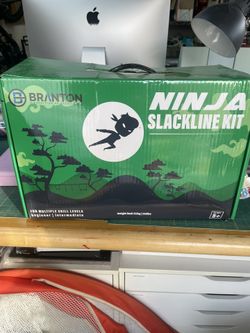 BRANTON
NINJA
SLACKLINE KIT
FOR MULTIPLE SKILL LEVELS
beginner | intermediate